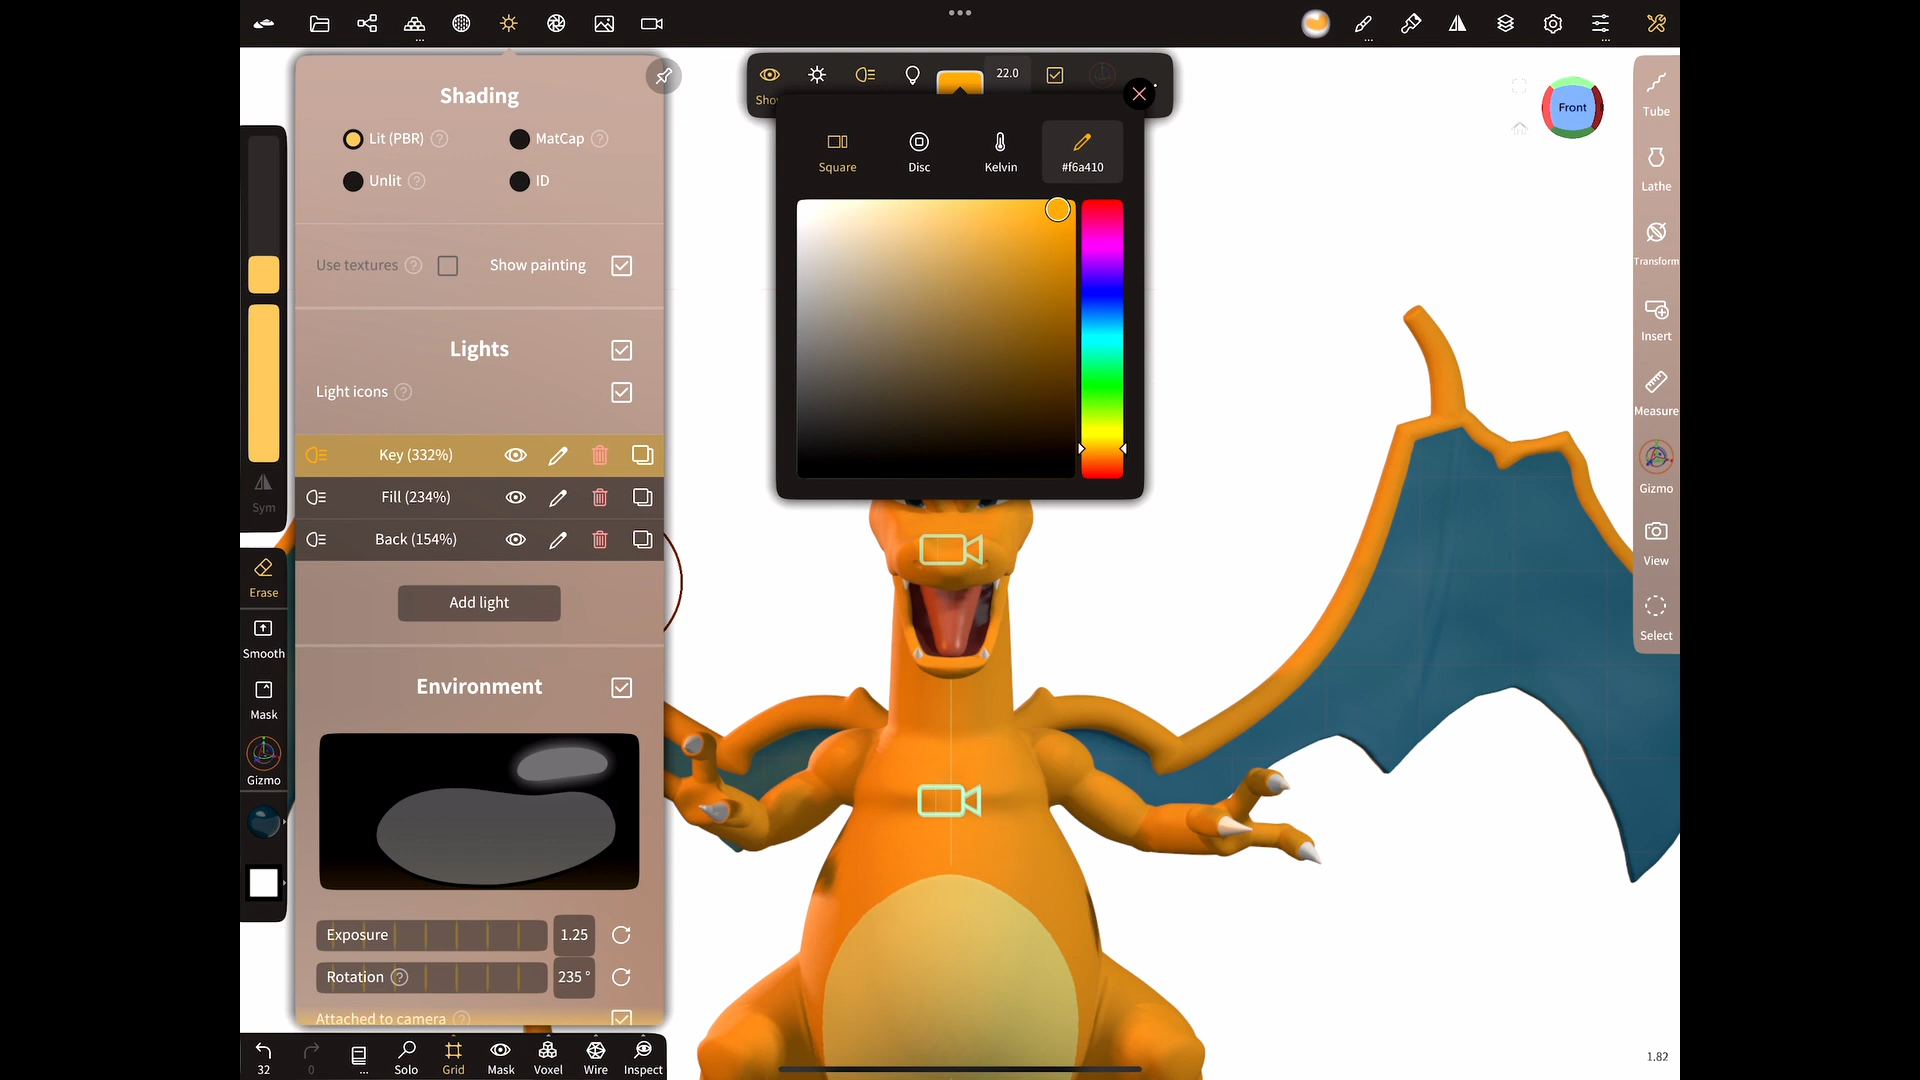 Shading
Lit (PBR) ?
MatCap ?
Unlit ?
ID
Use textures ?
Show painting
Lights
Light icons ?
Key (332%)
Fill (234%)
Back (154%)
Add light
Environment
Exposure 1.25
Rotation ? 235 °
Attached to camera ?
Sym
Erase
Smooth
Mask
Gizmo
32
0
...
Solo
Grid
Mask
Voxel
Wire
Inspect
22.0
Square
Disc
Kelvin
#f6a410
Front
Tube
Lathe
Transform
Insert
Measure
Gizmo
View
Select
1.82